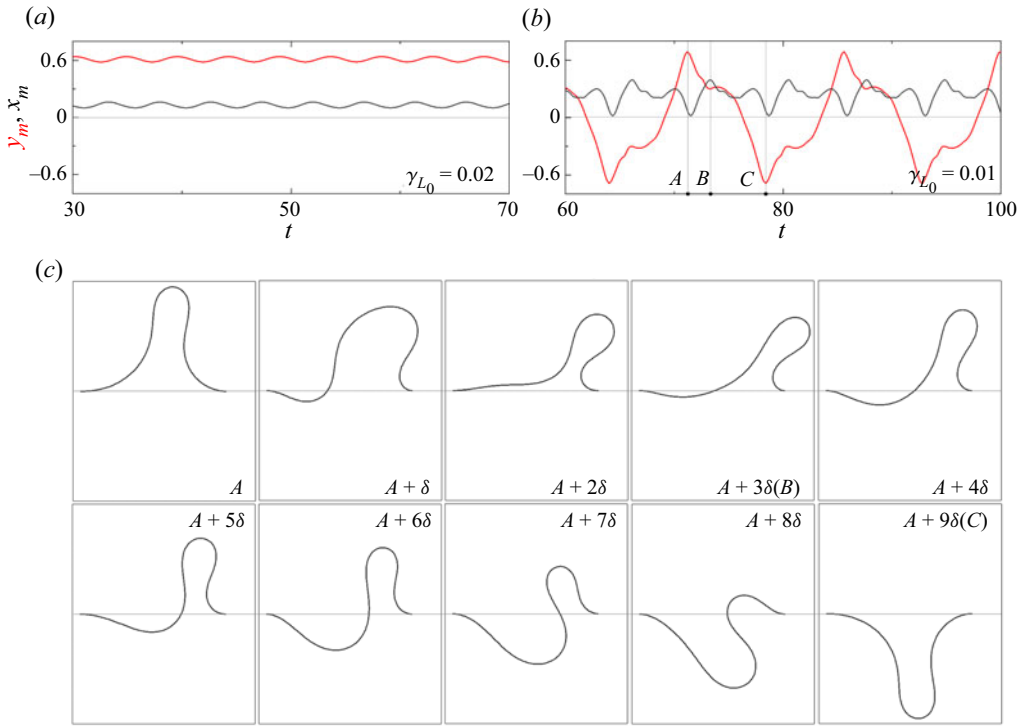 (a)
(b)
0.6
0
–0.6
y_m, x_m
γ_{L_0} = 0.02
30
50
70
t
0.6
0
–0.6
A
B
C
γ_{L_0} = 0.01
60
80
100
t
(c)
A
A + δ
A + 2δ
A + 3δ(B)
A + 4δ
A + 5δ
A + 6δ
A + 7δ
A + 8δ
A + 9δ(C)